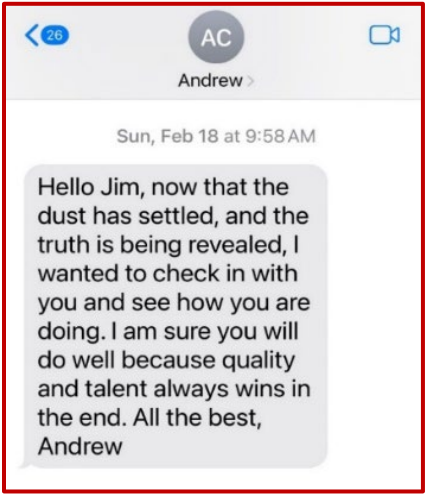 26
AC
Andrew
Sun, Feb 18 at 9:58 AM
Hello Jim, now that the
dust has settled, and the
truth is being revealed, I
wanted to check in with
you and see how you are
doing. I am sure you will
do well because quality
and talent always wins in
the end. All the best,
Andrew